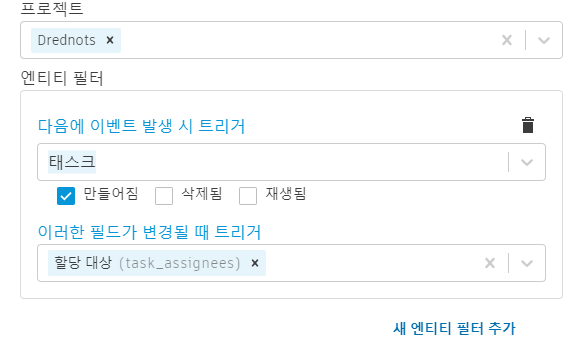 프로젝트
Drednots ×
엔티티 필터
다음에 이벤트 발생 시 트리거
태스크
만들어짐 삭제됨 재생됨
이러한 필드가 변경될 때 트리거
할당 대상 (task_assignees) ×
새 엔티티 필터 추가